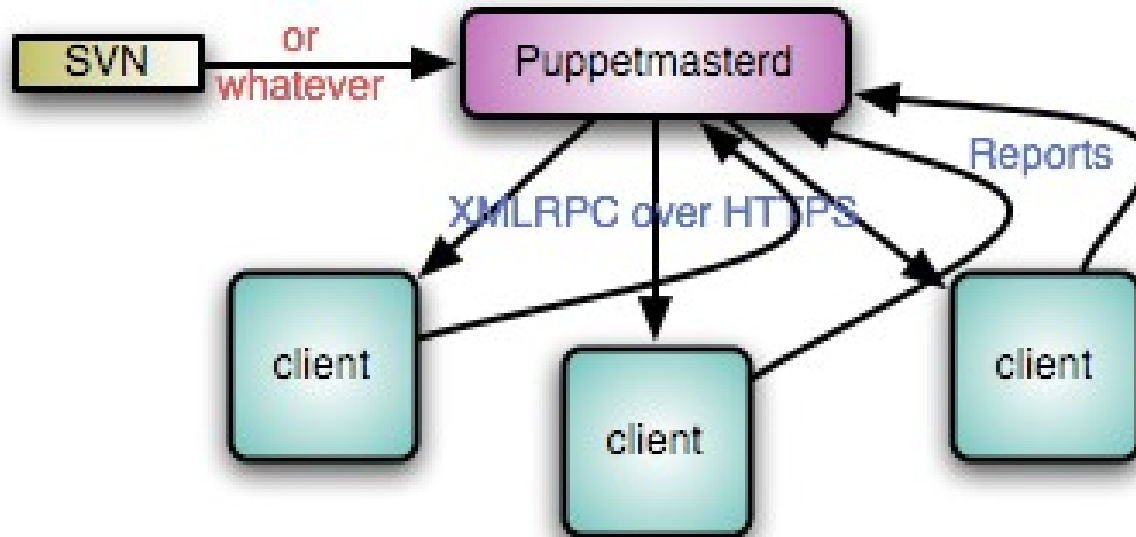 SVN
or
whatever
Puppetmasterd
Reports
XMLRPC over HTTPS
client
client
client